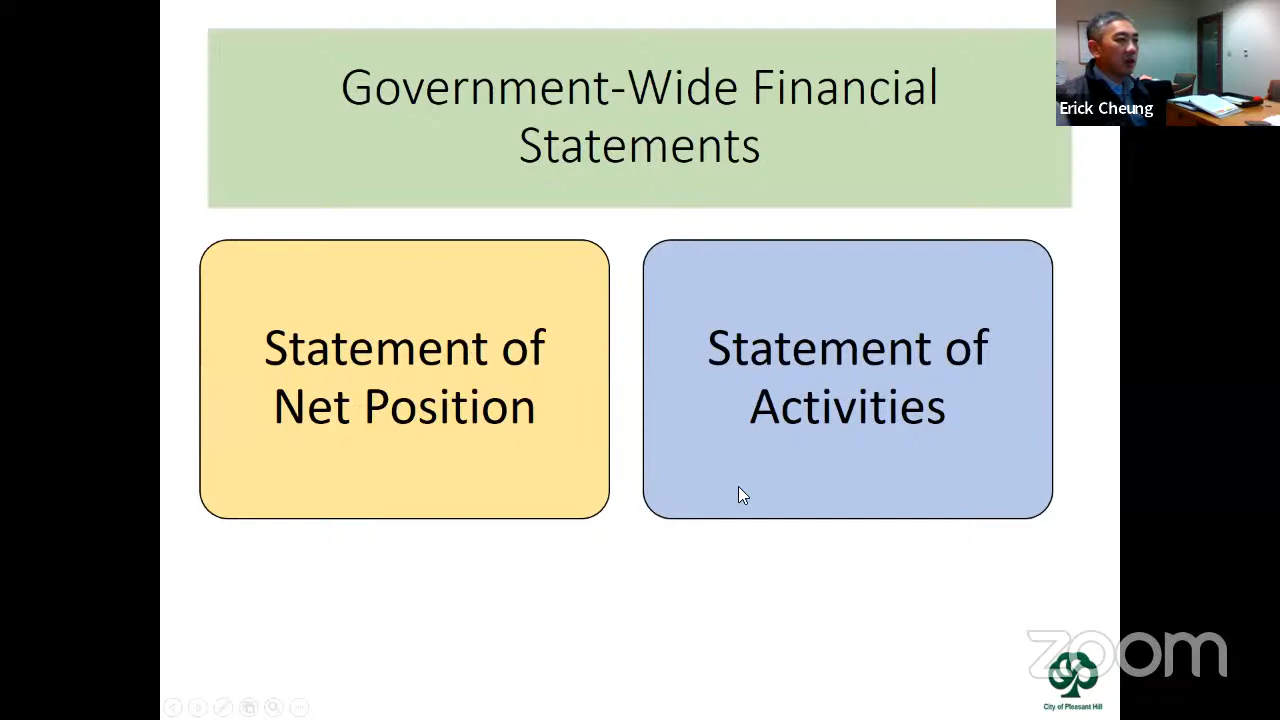 Government-Wide Financial
Statements
Erick Cheung
Statement of
Net Position
Statement of
Activities
zoom
City of Pleasant Hill